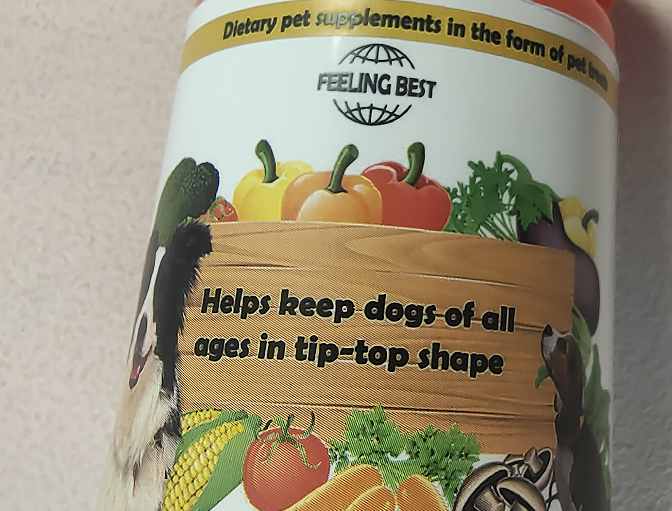 Dietary pet supplements in the form of pet treats
FEELING BEST
Helps keep dogs of all
ages in tip-top shape